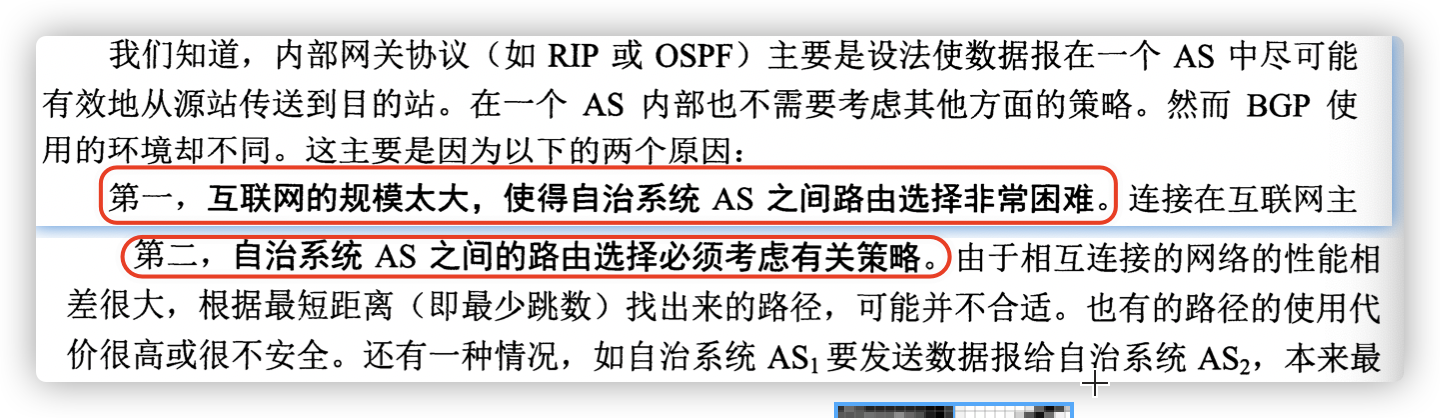 我们知道，内部网关协议（如 RIP 或 OSPF）主要是设法使数据报在一个 AS 中尽可能
有效地从源站传送到目的站。在一个 AS 内部也不需要考虑其他方面的策略。然而 BGP 使
用的环境却不同。这主要是因为以下的两个原因：
第一，互联网的规模太大，使得自治系统 AS 之间路由选择非常困难。连接在互联网主
第二，自治系统 AS 之间的路由选择必须考虑有关策略。由于相互连接的网络的性能相
差很大，根据最短距离（即最少跳数）找出来的路径，可能并不合适。也有的路径的使用代
价很高或很不安全。还有一种情况，如自治系统 AS₁ 要发送数据报给自治系统 AS₂，本来最